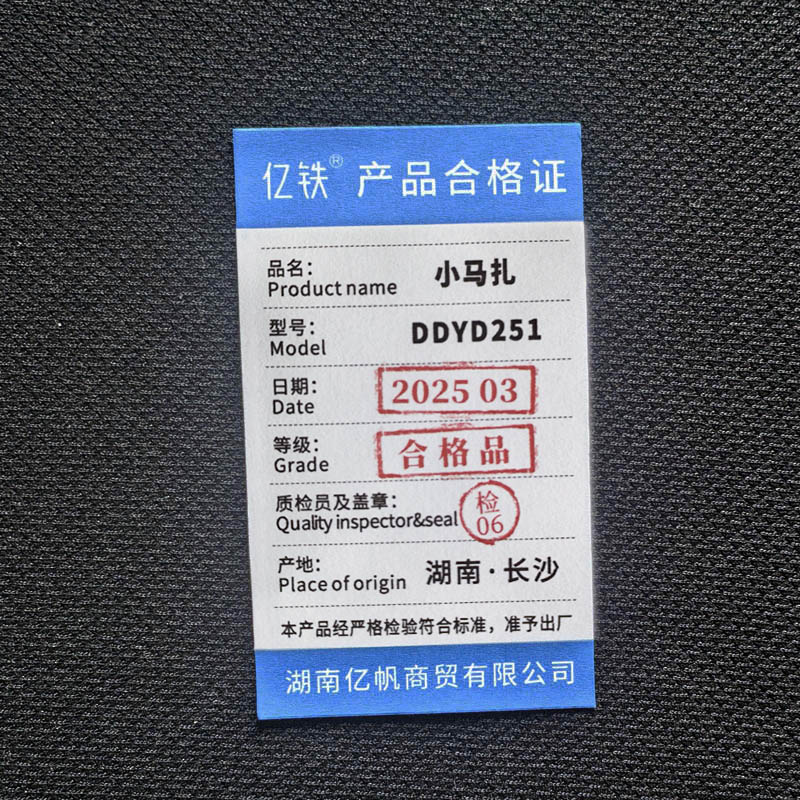 亿铁® 产品合格证
品名： 小马扎
Product name
型号： DDYD251
Model
日期： 2025 03
Date
等级： 合格品
Grade
质检员及盖章： 检
Quality inspector&seal 06
产地： 湖南·长沙
Place of origin
本产品经严格检验符合标准，准予出厂
湖南亿帆商贸有限公司